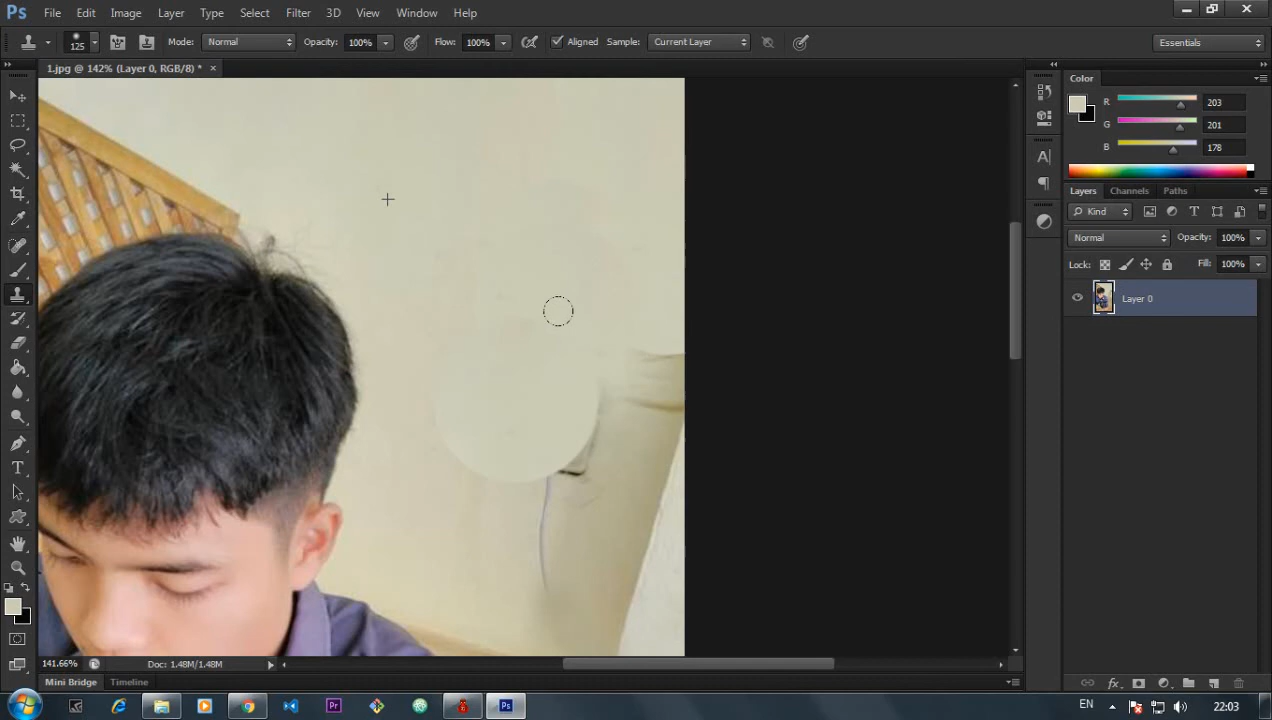 Ps File Edit Image Layer Type Select Filter 3D View Window Help
125 Mode: Normal Opacity: 100% Flow: 100% Aligned Sample: Current Layer Essentials
1.jpg @ 142% (Layer 0, RGB/8) * ×
Color
R 203
G 201
B 178
Layers Channels Paths
Kind
Normal Opacity: 100%
Lock: Fill: 100%
Layer 0
141.66% Doc: 1.48M/1.48M
Mini Bridge Timeline
EN 22:03